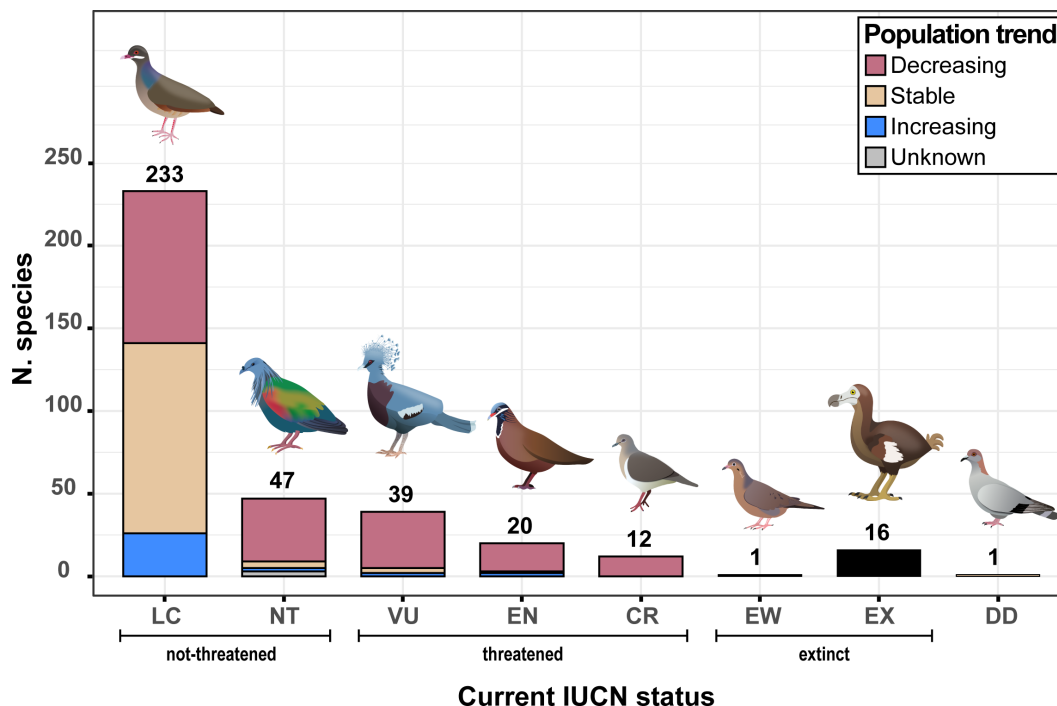 Population trend
Decreasing
Stable
Increasing
Unknown
N. species
250
200
150
100
50
0
233
47
39
20
12
1
16
1
LC NT VU EN CR EW EX DD
not-threatened threatened extinct
Current IUCN status